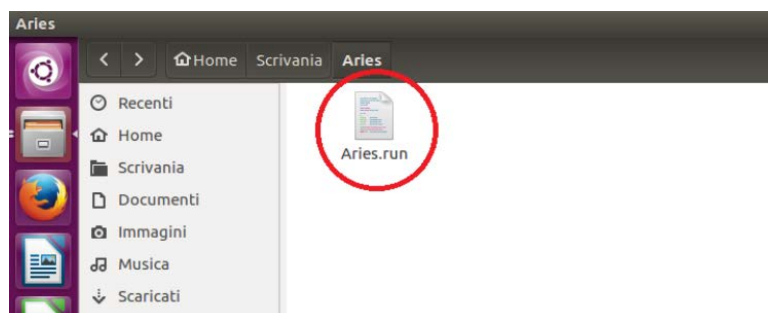 Aries
Home Scrivania Aries
Recenti
Home
Scrivania
Documenti
Immagini
Musica
Scaricati
Aries.run